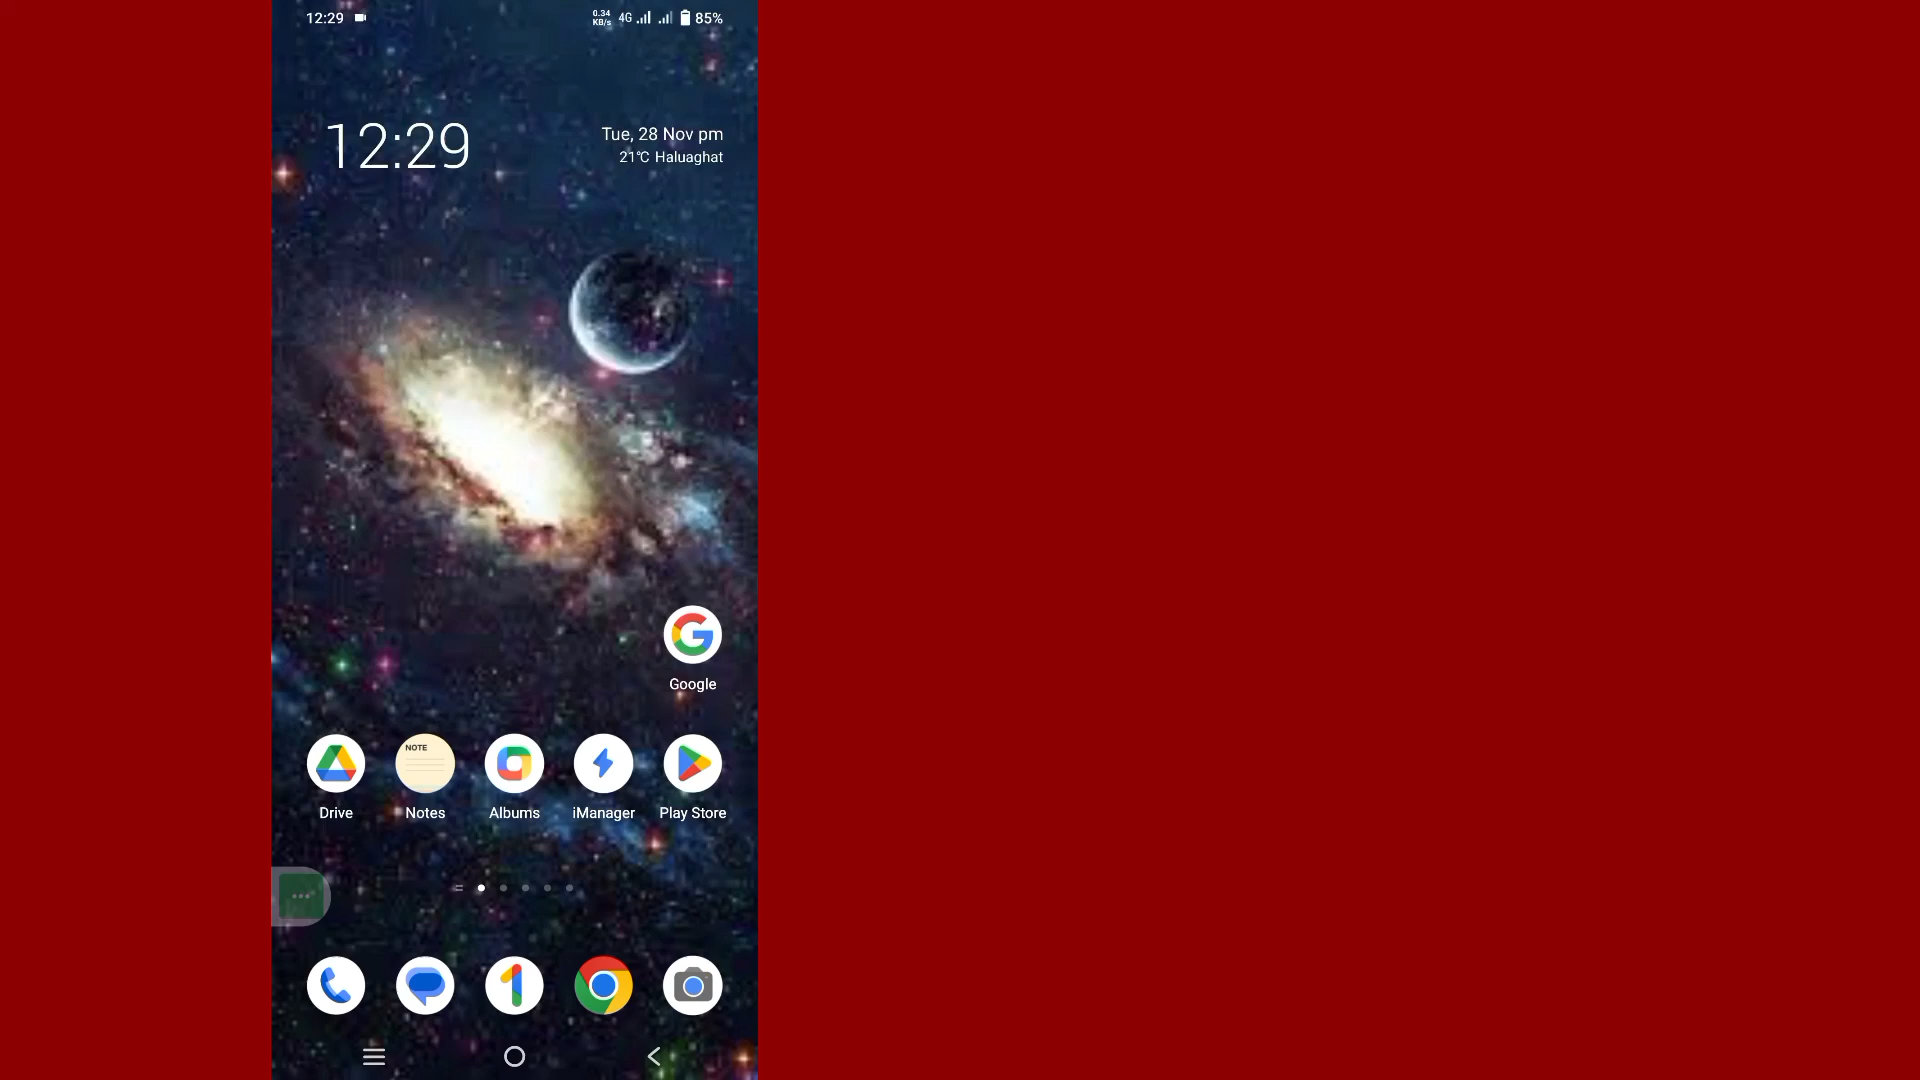 12:29
0.34
KB/s
4G
85%
12:29
Tue, 28 Nov pm
21℃ Haluaghat
Google
NOTE
Drive
Notes
Albums
iManager
Play Store